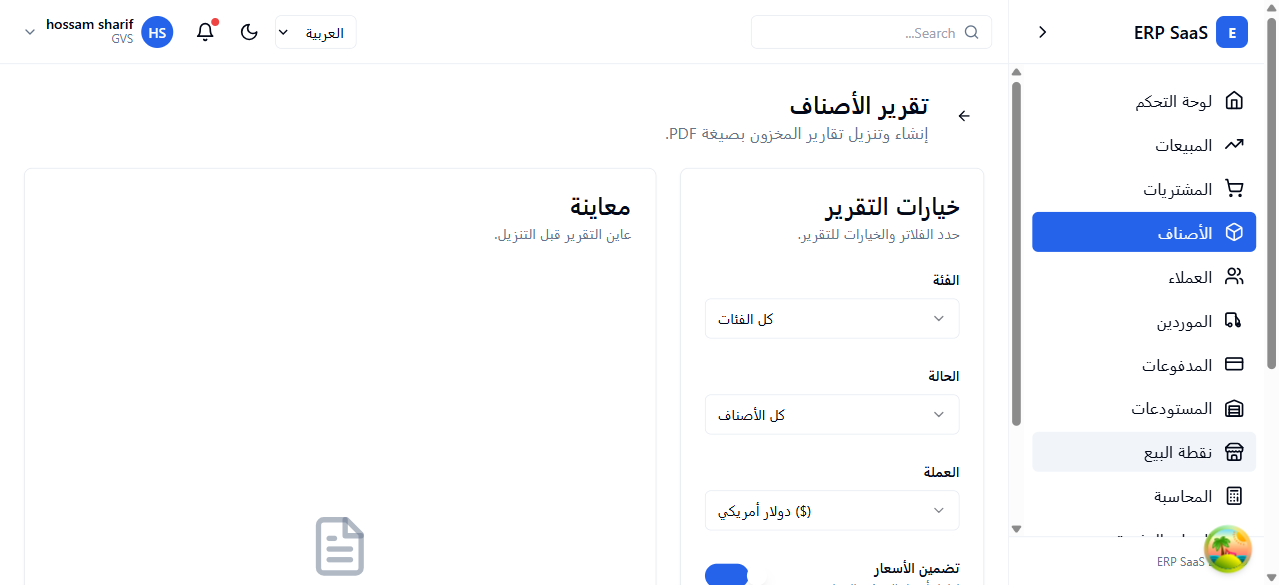 E
ERP SaaS
Search...
العربية
HS
hossam sharif
GVS
لوحة التحكم
المبيعات
المشتريات
الأصناف
العملاء
الموردين
المدفوعات
المستودعات
نقطة البيع
المحاسبة
ERP SaaS
تقرير الأصناف
إنشاء وتنزيل تقارير المخزون بصيغة PDF.
خيارات التقرير
حدد الفلاتر والخيارات للتقرير.
الفئة
كل الفئات
الحالة
كل الأصناف
العملة
($) دولار أمريكي
تضمين الأسعار
معاينة
عاين التقرير قبل التنزيل.